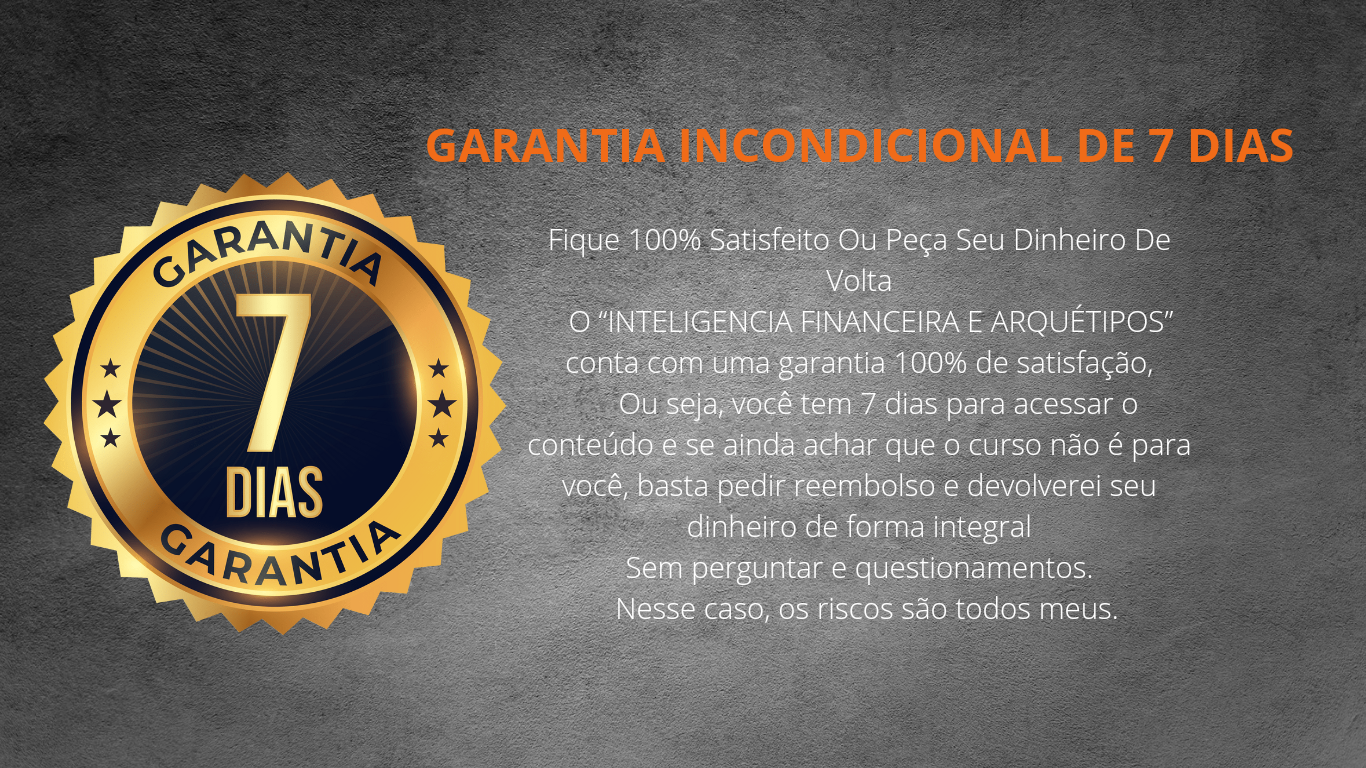 GARANTIA INCONDICIONAL DE 7 DIAS
GARANTIA
7
DIAS
GARANTIA
Fique 100% Satisfeito Ou Peça Seu Dinheiro De
Volta
O “INTELIGENCIA FINANCEIRA E ARQUÉTIPOS”
conta com uma garantia 100% de satisfação,
Ou seja, você tem 7 dias para acessar o
conteúdo e se ainda achar que o curso não é para
você, basta pedir reembolso e devolverei seu
dinheiro de forma integral
Sem perguntar e questionamentos.
Nesse caso, os riscos são todos meus.